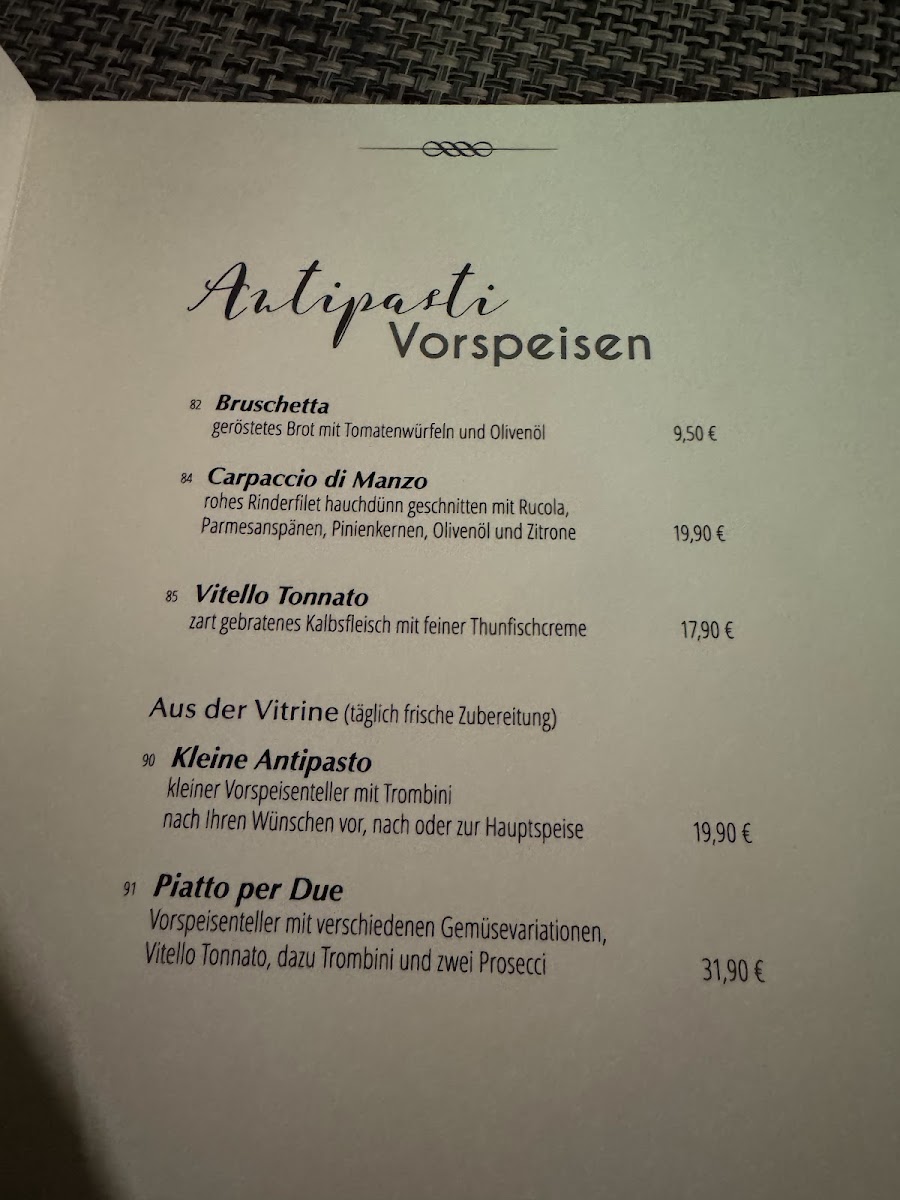 Antipasti
Vorspeisen
82 Bruschetta
geröstetes Brot mit Tomatenwürfeln und Olivenöl 9,50 €
84 Carpaccio di Manzo
rohes Rinderfilet hauchdünn geschnitten mit Rucola,
Parmesanspänen, Pinienkernen, Olivenöl und Zitrone 19,90 €
85 Vitello Tonnato
zart gebratenes Kalbsfleisch mit feiner Thunfischcreme 17,90 €
Aus der Vitrine (täglich frische Zubereitung)
90 Kleine Antipasto
kleiner Vorspeisenteller mit Trombini
nach Ihren Wünschen vor, nach oder zur Hauptspeise 19,90 €
91 Piatto per Due
Vorspeisenteller mit verschiedenen Gemüsevariationen,
Vitello Tonnato, dazu Trombini und zwei Prosecci 31,90 €